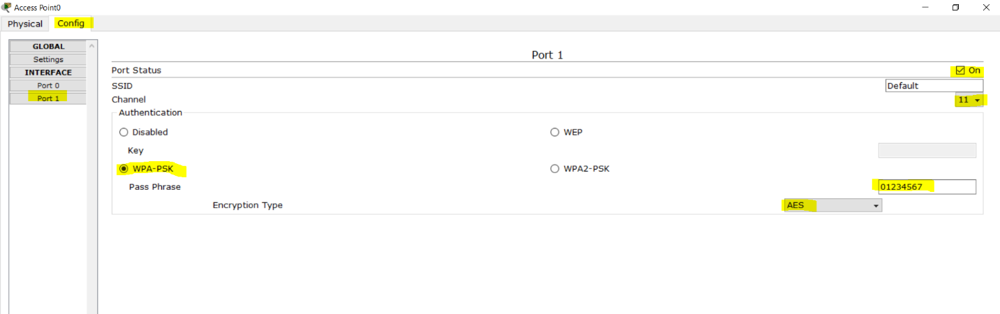 Access Point0
Physical Config
GLOBAL
Settings
INTERFACE
Port 0
Port 1
Port 1
Port Status On
SSID Default
Channel 11
Authentication
Disabled WEP
Key
WPA-PSK WPA2-PSK
Pass Phrase 01234567
Encryption Type AES